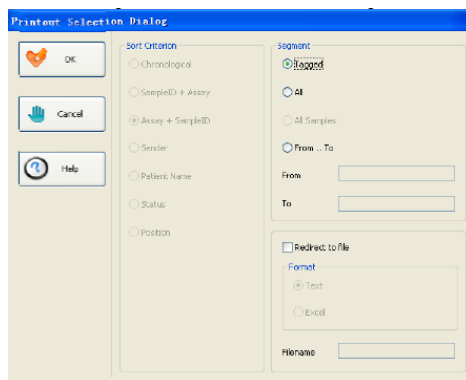 Printout Selection Dialog
OK
Cancel
Help
Sort Criterion
Chronological
SampleID + Assay
Assay + SampleID
Sender
Patient Name
Status
Position
Segment
Tagged
All
All Samples
From .. To
From
To
Redirect to file
Format
Text
Excel
Filename